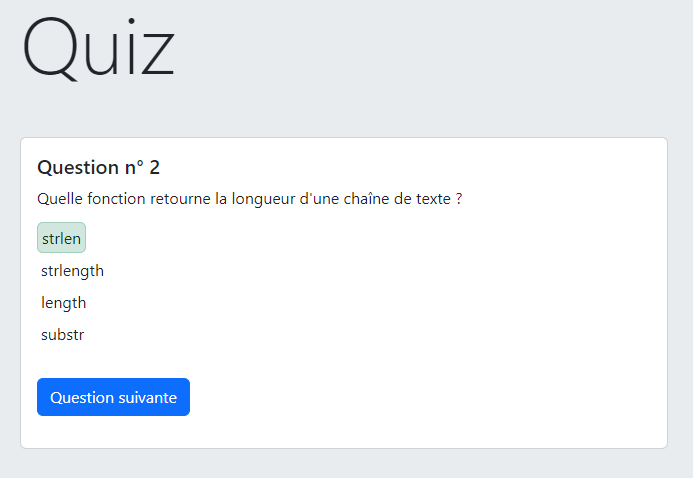 Quiz
Question n° 2
Quelle fonction retourne la longueur d'une chaîne de texte ?
strlen
strlength
length
substr
Question suivante